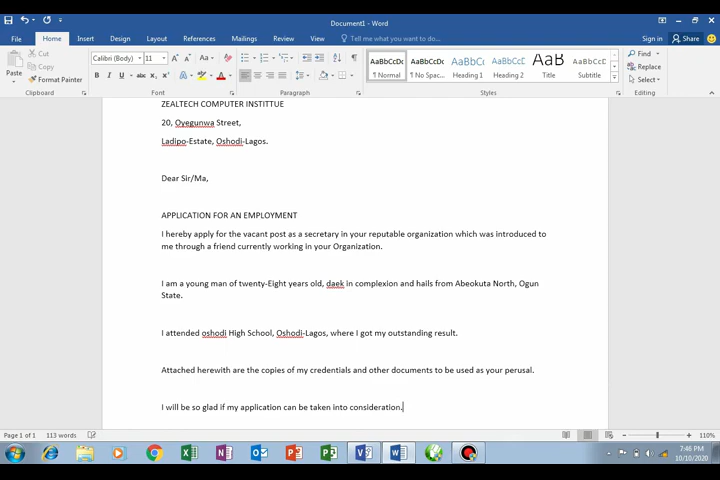 Document1 - Word
File
Home
Insert
Design
Layout
References
Mailings
Review
View
Tell me what you want to do...
Sign in
Share
Paste
Cut
Copy
Format Painter
Clipboard
Calibri (Body)
11
Font
Paragraph
AaBbCcDc
¶ Normal
AaBbCcDc
¶ No Spac...
AaBbCc
Heading 1
AaBbCcD
Heading 2
AaB
Title
AaBbCcD
Subtitle
Styles
Find
Replace
Select
Editing
ZEALTECH COMPUTER INSTITTUE
20, Oyegunwa Street,
Ladipo-Estate, Oshodi-Lagos.
Dear Sir/Ma,
APPLICATION FOR AN EMPLOYMENT
I hereby apply for the vacant post as a secretary in your reputable organization which was introduced to
me through a friend currently working in your Organization.
I am a young man of twenty-Eight years old, daek in complexion and hails from Abeokuta North, Ogun
State.
I attended oshodi High School, Oshodi-Lagos, where I got my outstanding result.
Attached herewith are the copies of my credentials and other documents to be used as your perusal.
I will be so glad if my application can be taken into consideration.
Page 1 of 1
113 words
110%
7:46 PM
10/10/2020